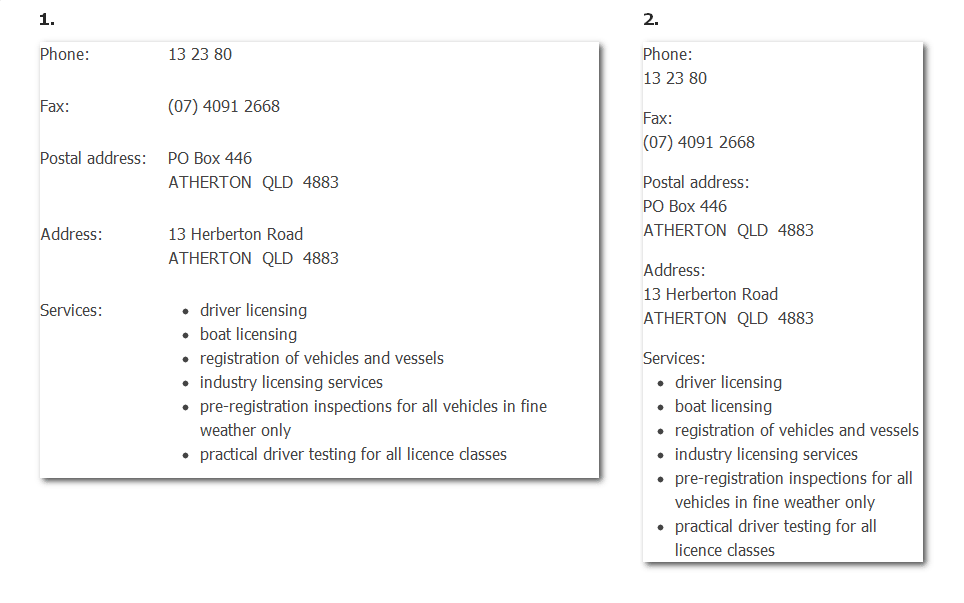 1.
Phone: 13 23 80
Fax: (07) 4091 2668
Postal address: PO Box 446
ATHERTON QLD 4883
Address: 13 Herberton Road
ATHERTON QLD 4883
Services: • driver licensing
• boat licensing
• registration of vehicles and vessels
• industry licensing services
• pre-registration inspections for all vehicles in fine
weather only
• practical driver testing for all licence classes
2.
Phone:
13 23 80
Fax:
(07) 4091 2668
Postal address:
PO Box 446
ATHERTON QLD 4883
Address:
13 Herberton Road
ATHERTON QLD 4883
Services:
• driver licensing
• boat licensing
• registration of vehicles and vessels
• industry licensing services
• pre-registration inspections for all
vehicles in fine weather only
• practical driver testing for all
licence classes